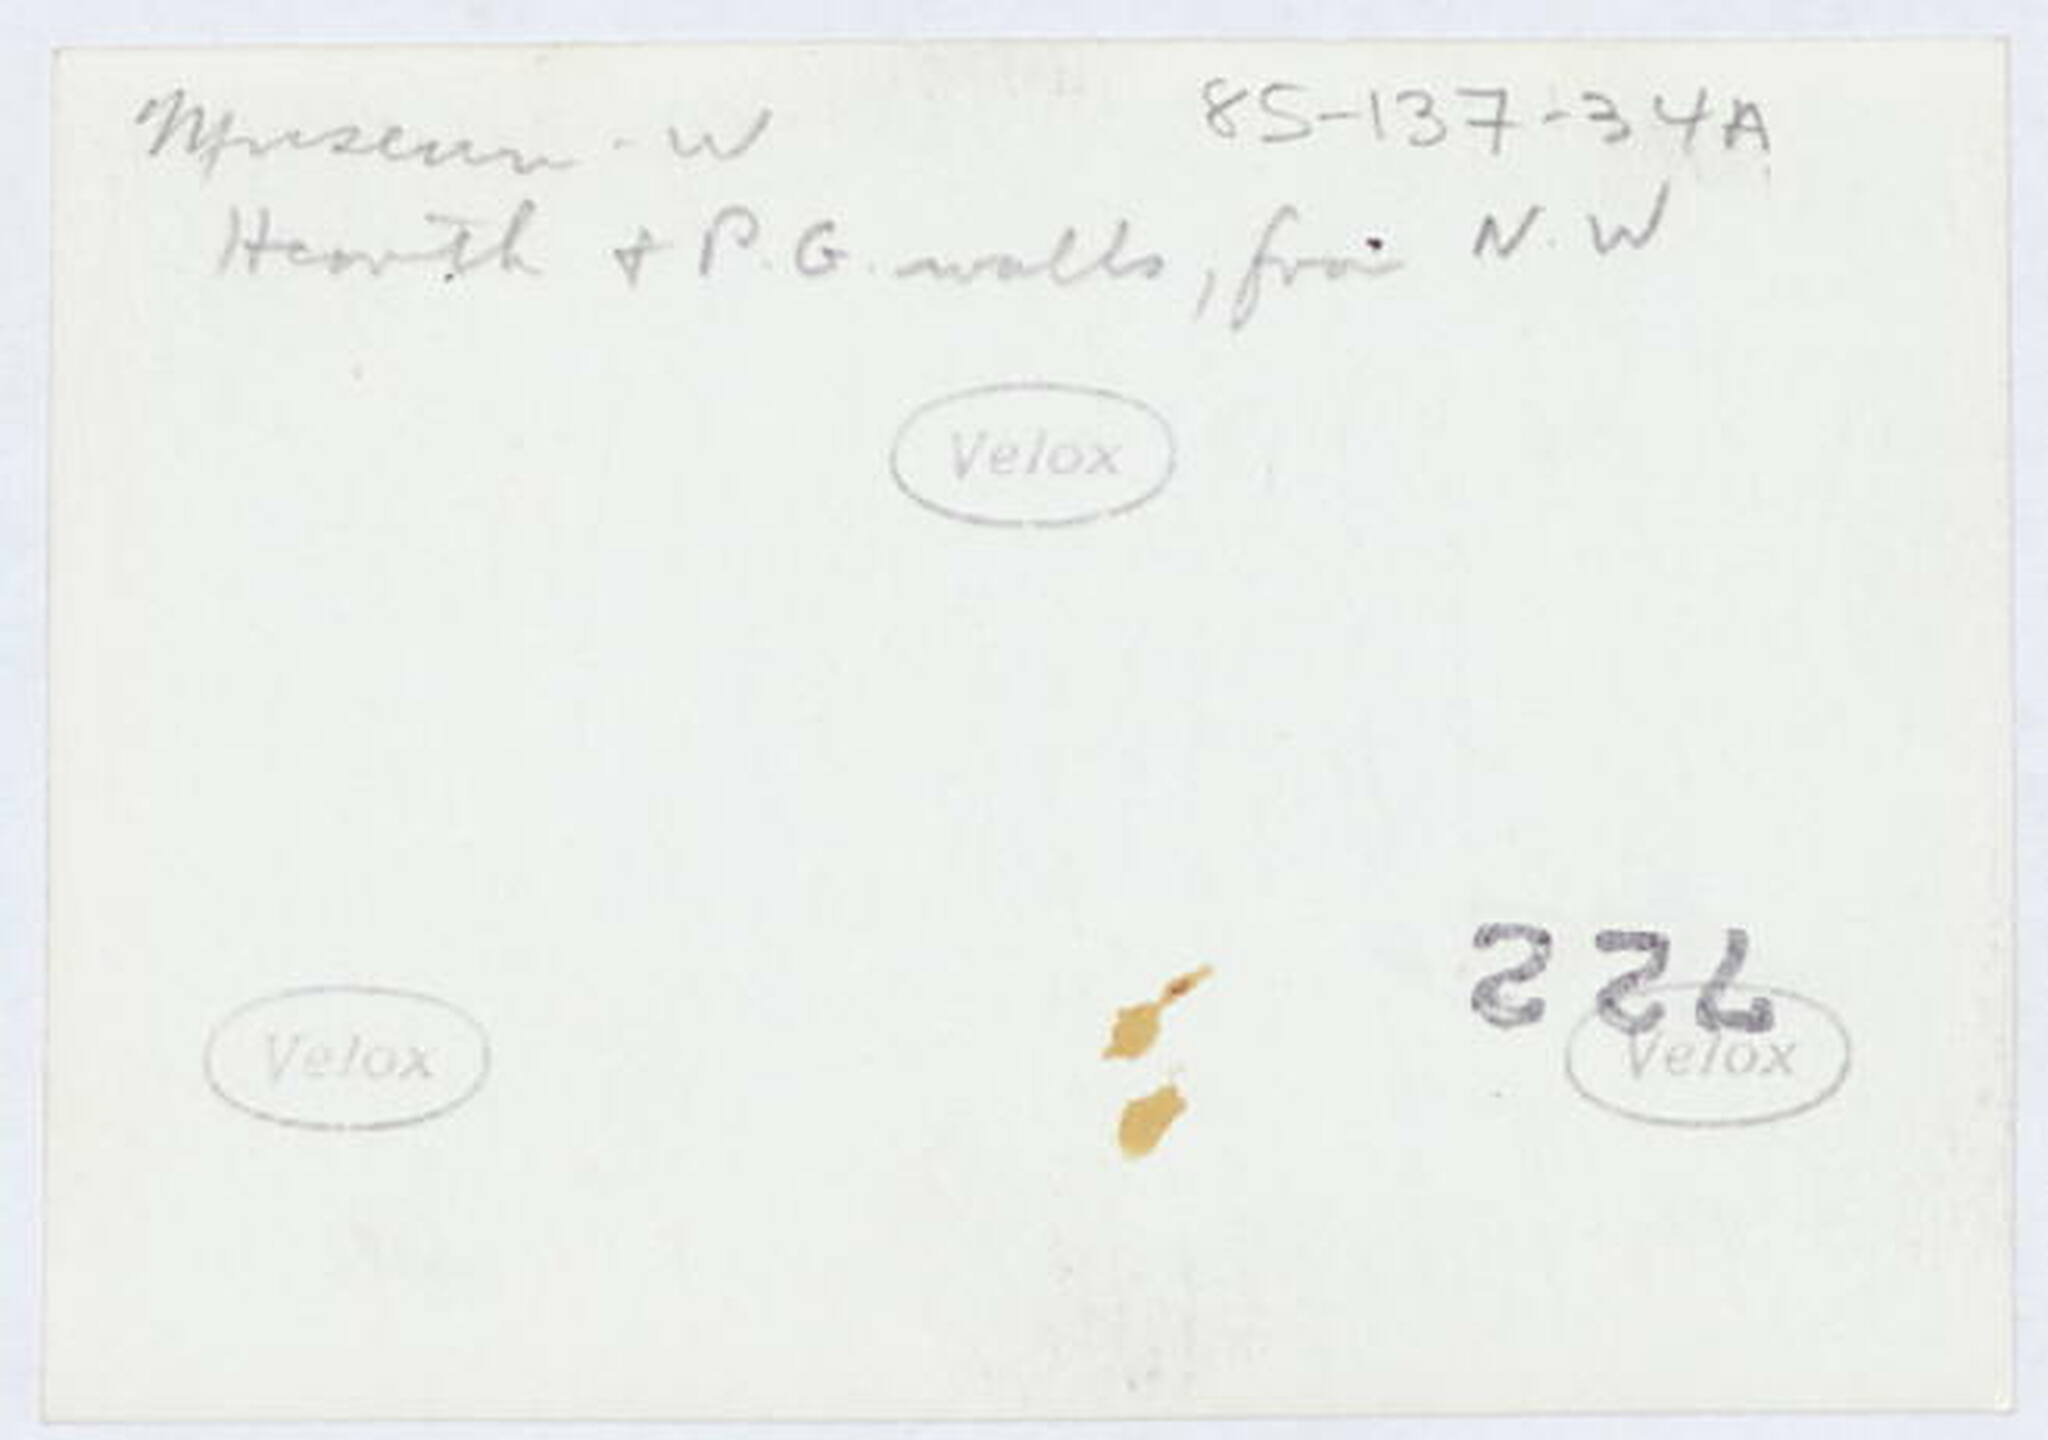 Museum - W
85-137-34A
Hearth & P.G. walls, from N.W
Velox
722
Velox
Velox